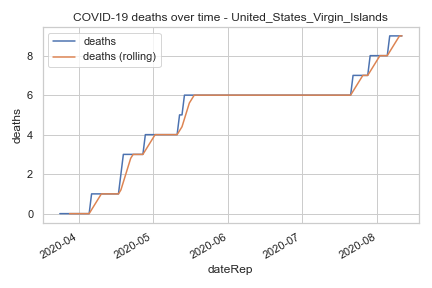 COVID-19 deaths over time - United_States_Virgin_Islands
deaths
deaths (rolling)
deaths
8
6
4
2
0
2020-04
2020-05
2020-06
2020-07
2020-08
dateRep